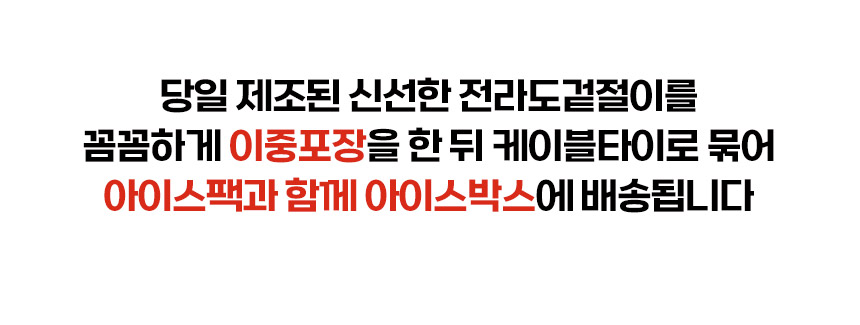 당일 제조된 신선한 전라도겉절이를
꼼꼼하게 이중포장을 한 뒤 케이블타이로 묶어
아이스팩과 함께 아이스박스에 배송됩니다